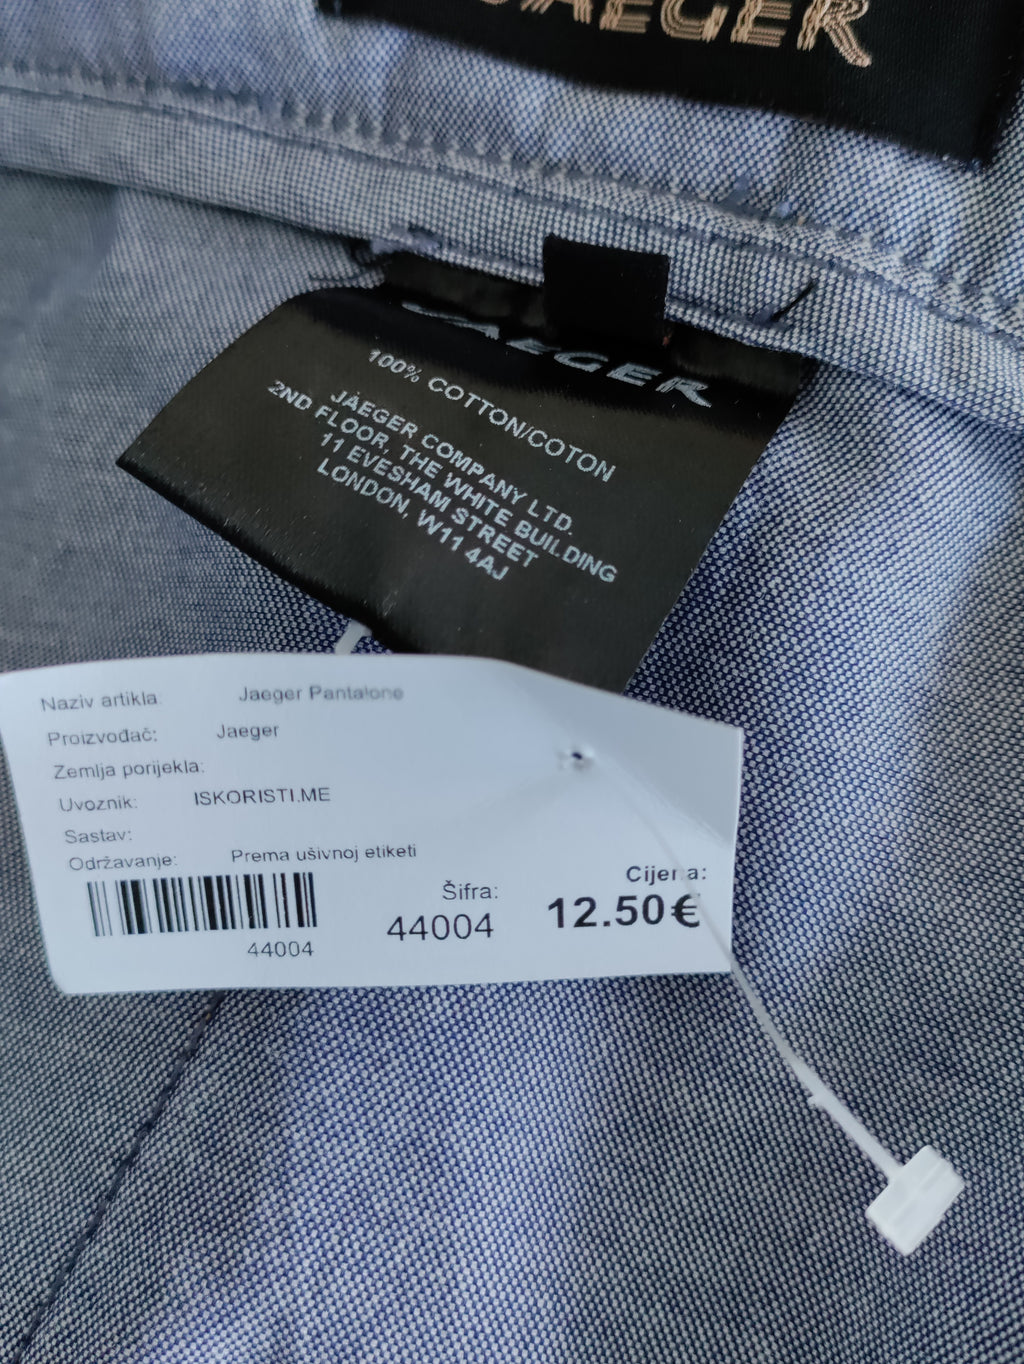 JAEGER
JAEGER
100% COTTON/COTON
JAEGER COMPANY LTD.
2ND FLOOR, THE WHITE BUILDING
11 EVESHAM STREET
LONDON, W11 4AJ
Naziv artikla: Jaeger Pantalone
Proizvođač: Jaeger
Zemlja porijekla:
Uvoznik: ISKORISTI.ME
Sastav:
Održavanje: Prema ušivnoj etiketi
Šifra: Cijena:
44004 12.50€
44004